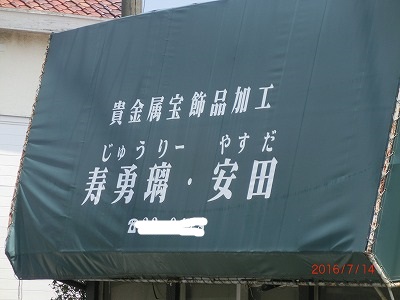 貴金属宝飾品加工
じゅうりー やすだ
寿勇璃・安田
2016/7/14